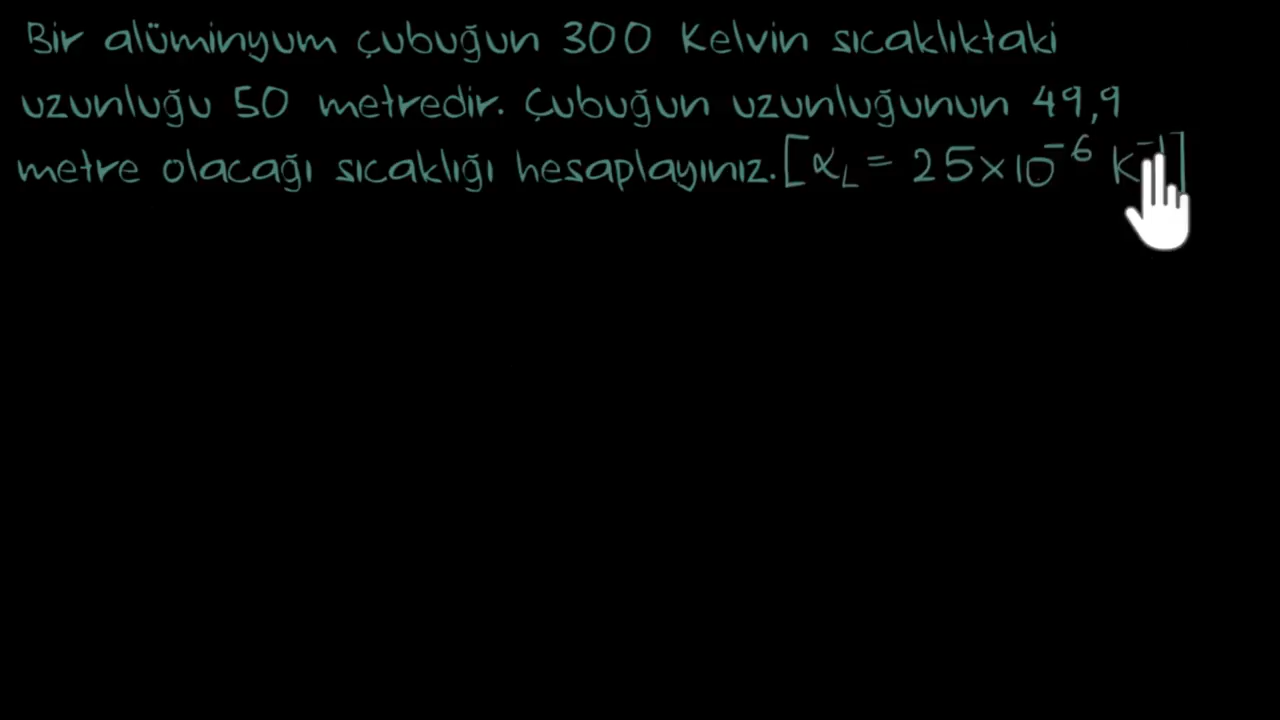 Bir alüminyum çubuğun 300 Kelvin sıcaklıktaki
uzunluğu 50 metredir. Çubuğun uzunluğunun 49,9
metre olacağı sıcaklığı hesaplayınız. [α_L = 25×10⁻⁶ K⁻¹]